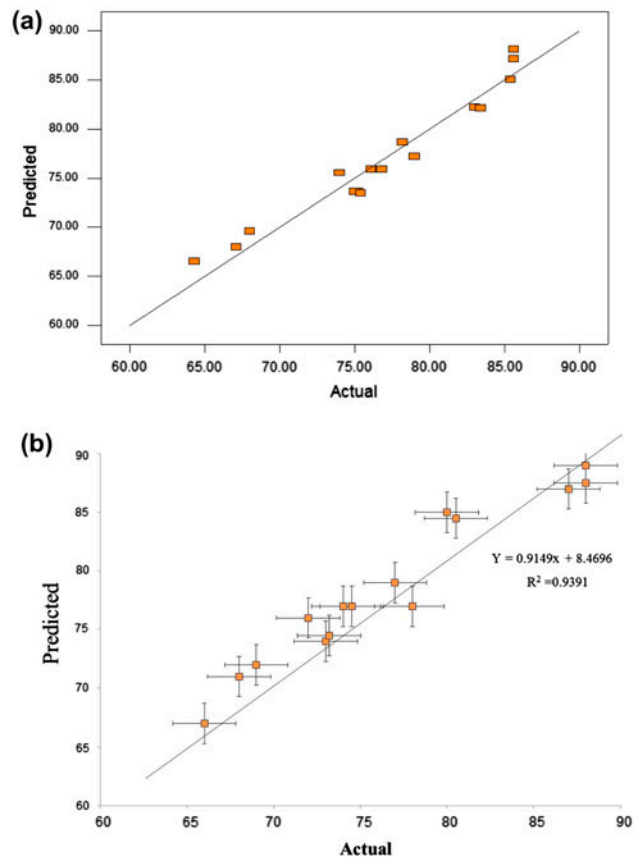 (a)
90.00
85.00
80.00
75.00
70.00
65.00
60.00
Predicted
60.00 65.00 70.00 75.00 80.00 85.00 90.00
Actual
(b)
90
85
80
75
70
65
60
Predicted
Y = 0.9149x + 8.4696
R² =0.9391
60 65 70 75 80 85 90
Actual